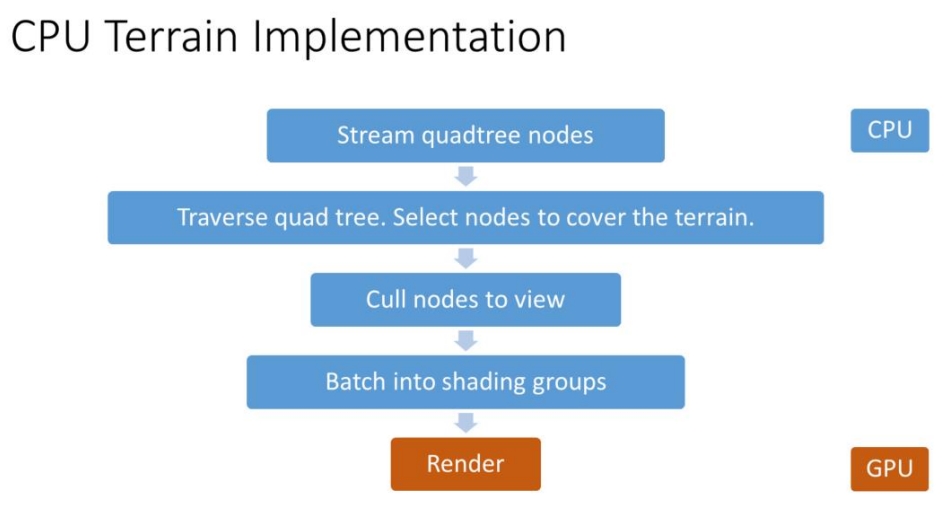 CPU Terrain Implementation
Stream quadtree nodes
CPU
Traverse quad tree. Select nodes to cover the terrain.
Cull nodes to view
Batch into shading groups
Render
GPU